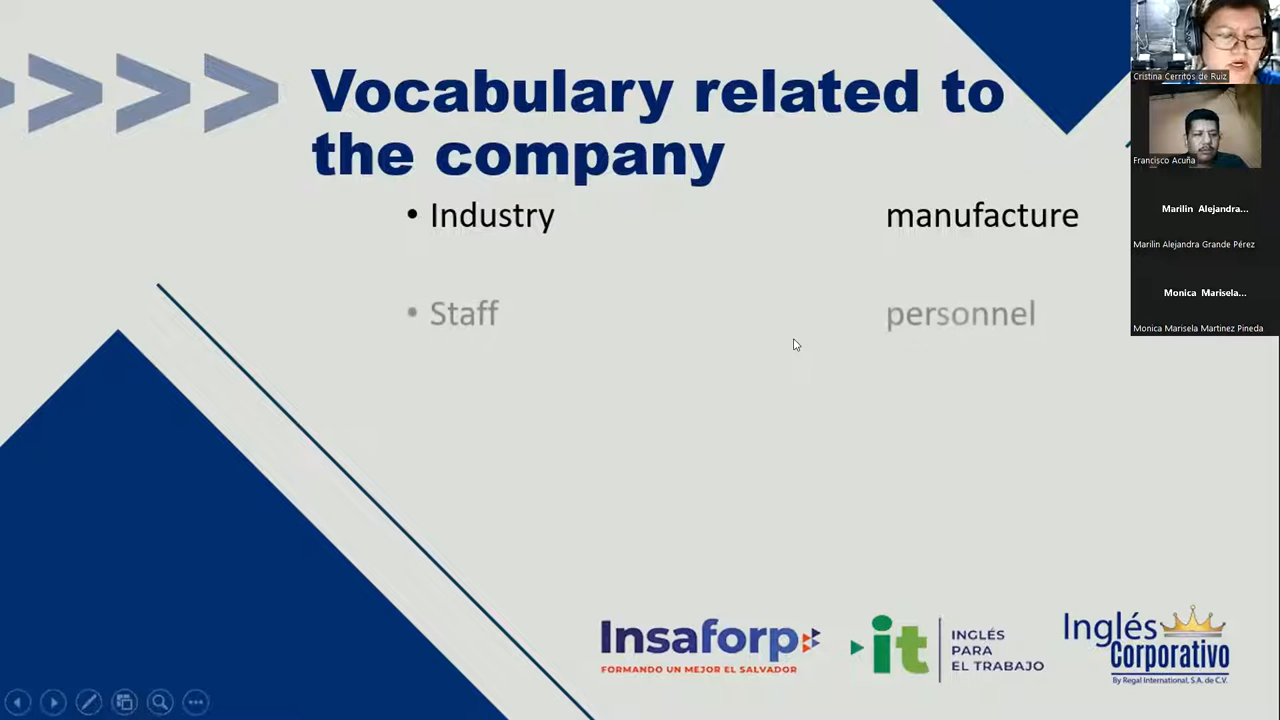 Vocabulary related to
the company
• Industry manufacture
• Staff personnel
Cristina Cerritos de Ruiz
Francisco Acuña
Marilin Alejandra...
Marilin Alejandra Grande Pérez
Monica Marisela...
Monica Marisela Martinez Pineda
Insaforp
FORMANDO UN MEJOR EL SALVADOR
it
INGLÉS
PARA
EL TRABAJO
Inglés
Corporativo
By Regal International, S.A. de C.V.